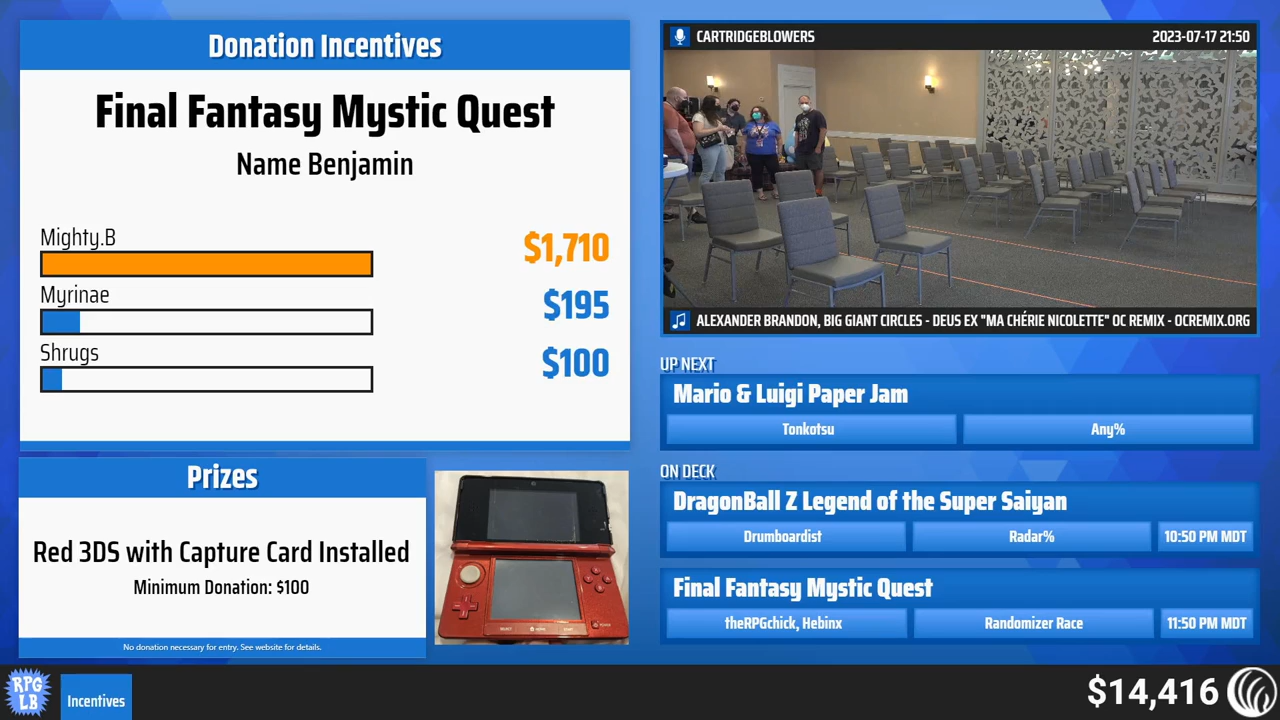 Donation Incentives
Final Fantasy Mystic Quest
Name Benjamin
Mighty.B
$1,710
Myrinae
$195
Shrugs
$100
Prizes
Red 3DS with Capture Card Installed
Minimum Donation: $100
No donation necessary for entry. See website for details.
CARTRIDGEBLOWERS
2023-07-17 21:50
ALEXANDER BRANDON, BIG GIANT CIRCLES - DEUS EX "MA CHÉRIE NICOLETTE" OC REMIX - OCREMIX.ORG
UP NEXT
Mario & Luigi Paper Jam
Tonkotsu
Any%
ON DECK
DragonBall Z Legend of the Super Saiyan
Drumboardist
Radar%
10:50 PM MDT
Final Fantasy Mystic Quest
theRPGchick, Hebinx
Randomizer Race
11:50 PM MDT
RPG
LB
Incentives
$14,416